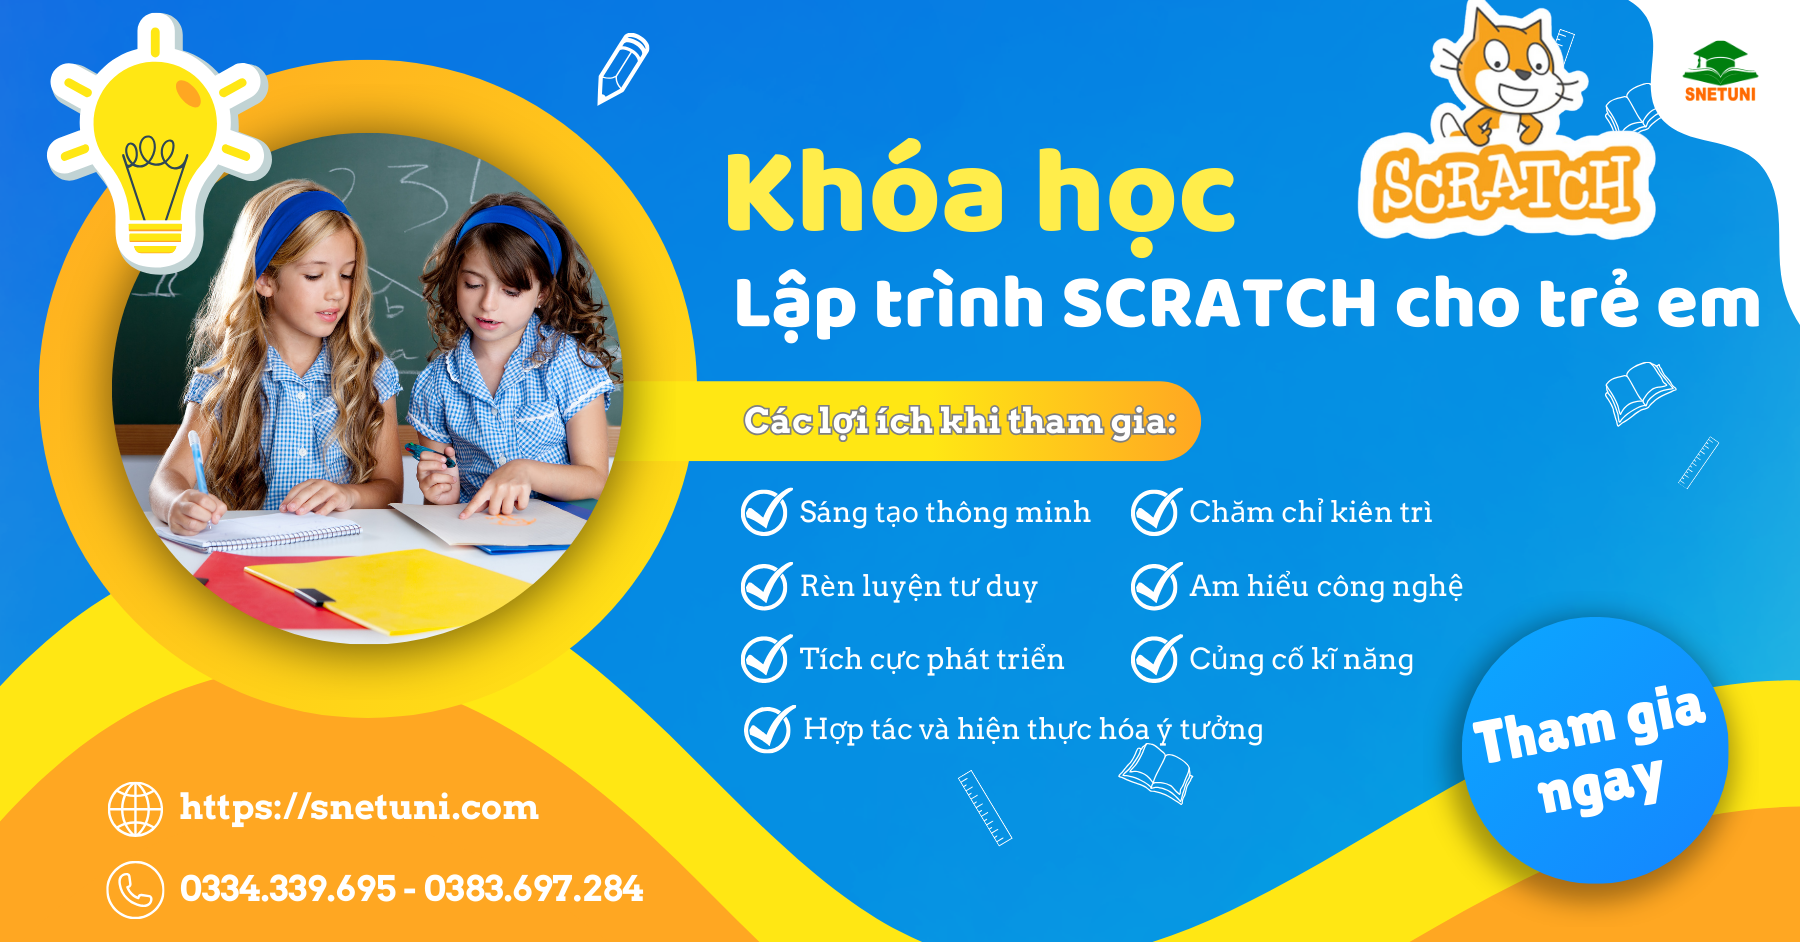 SNETUNI
SCRATCH
Khóa học
Lập trình SCRATCH cho trẻ em
Các lợi ích khi tham gia:
Sáng tạo thông minh
Chăm chỉ kiên trì
Rèn luyện tư duy
Am hiểu công nghệ
Tích cực phát triển
Củng cố kĩ năng
Hợp tác và hiện thực hóa ý tưởng
Tham gia
ngay
https://snetuni.com
0334.339.695 - 0383.697.284
23
b
a